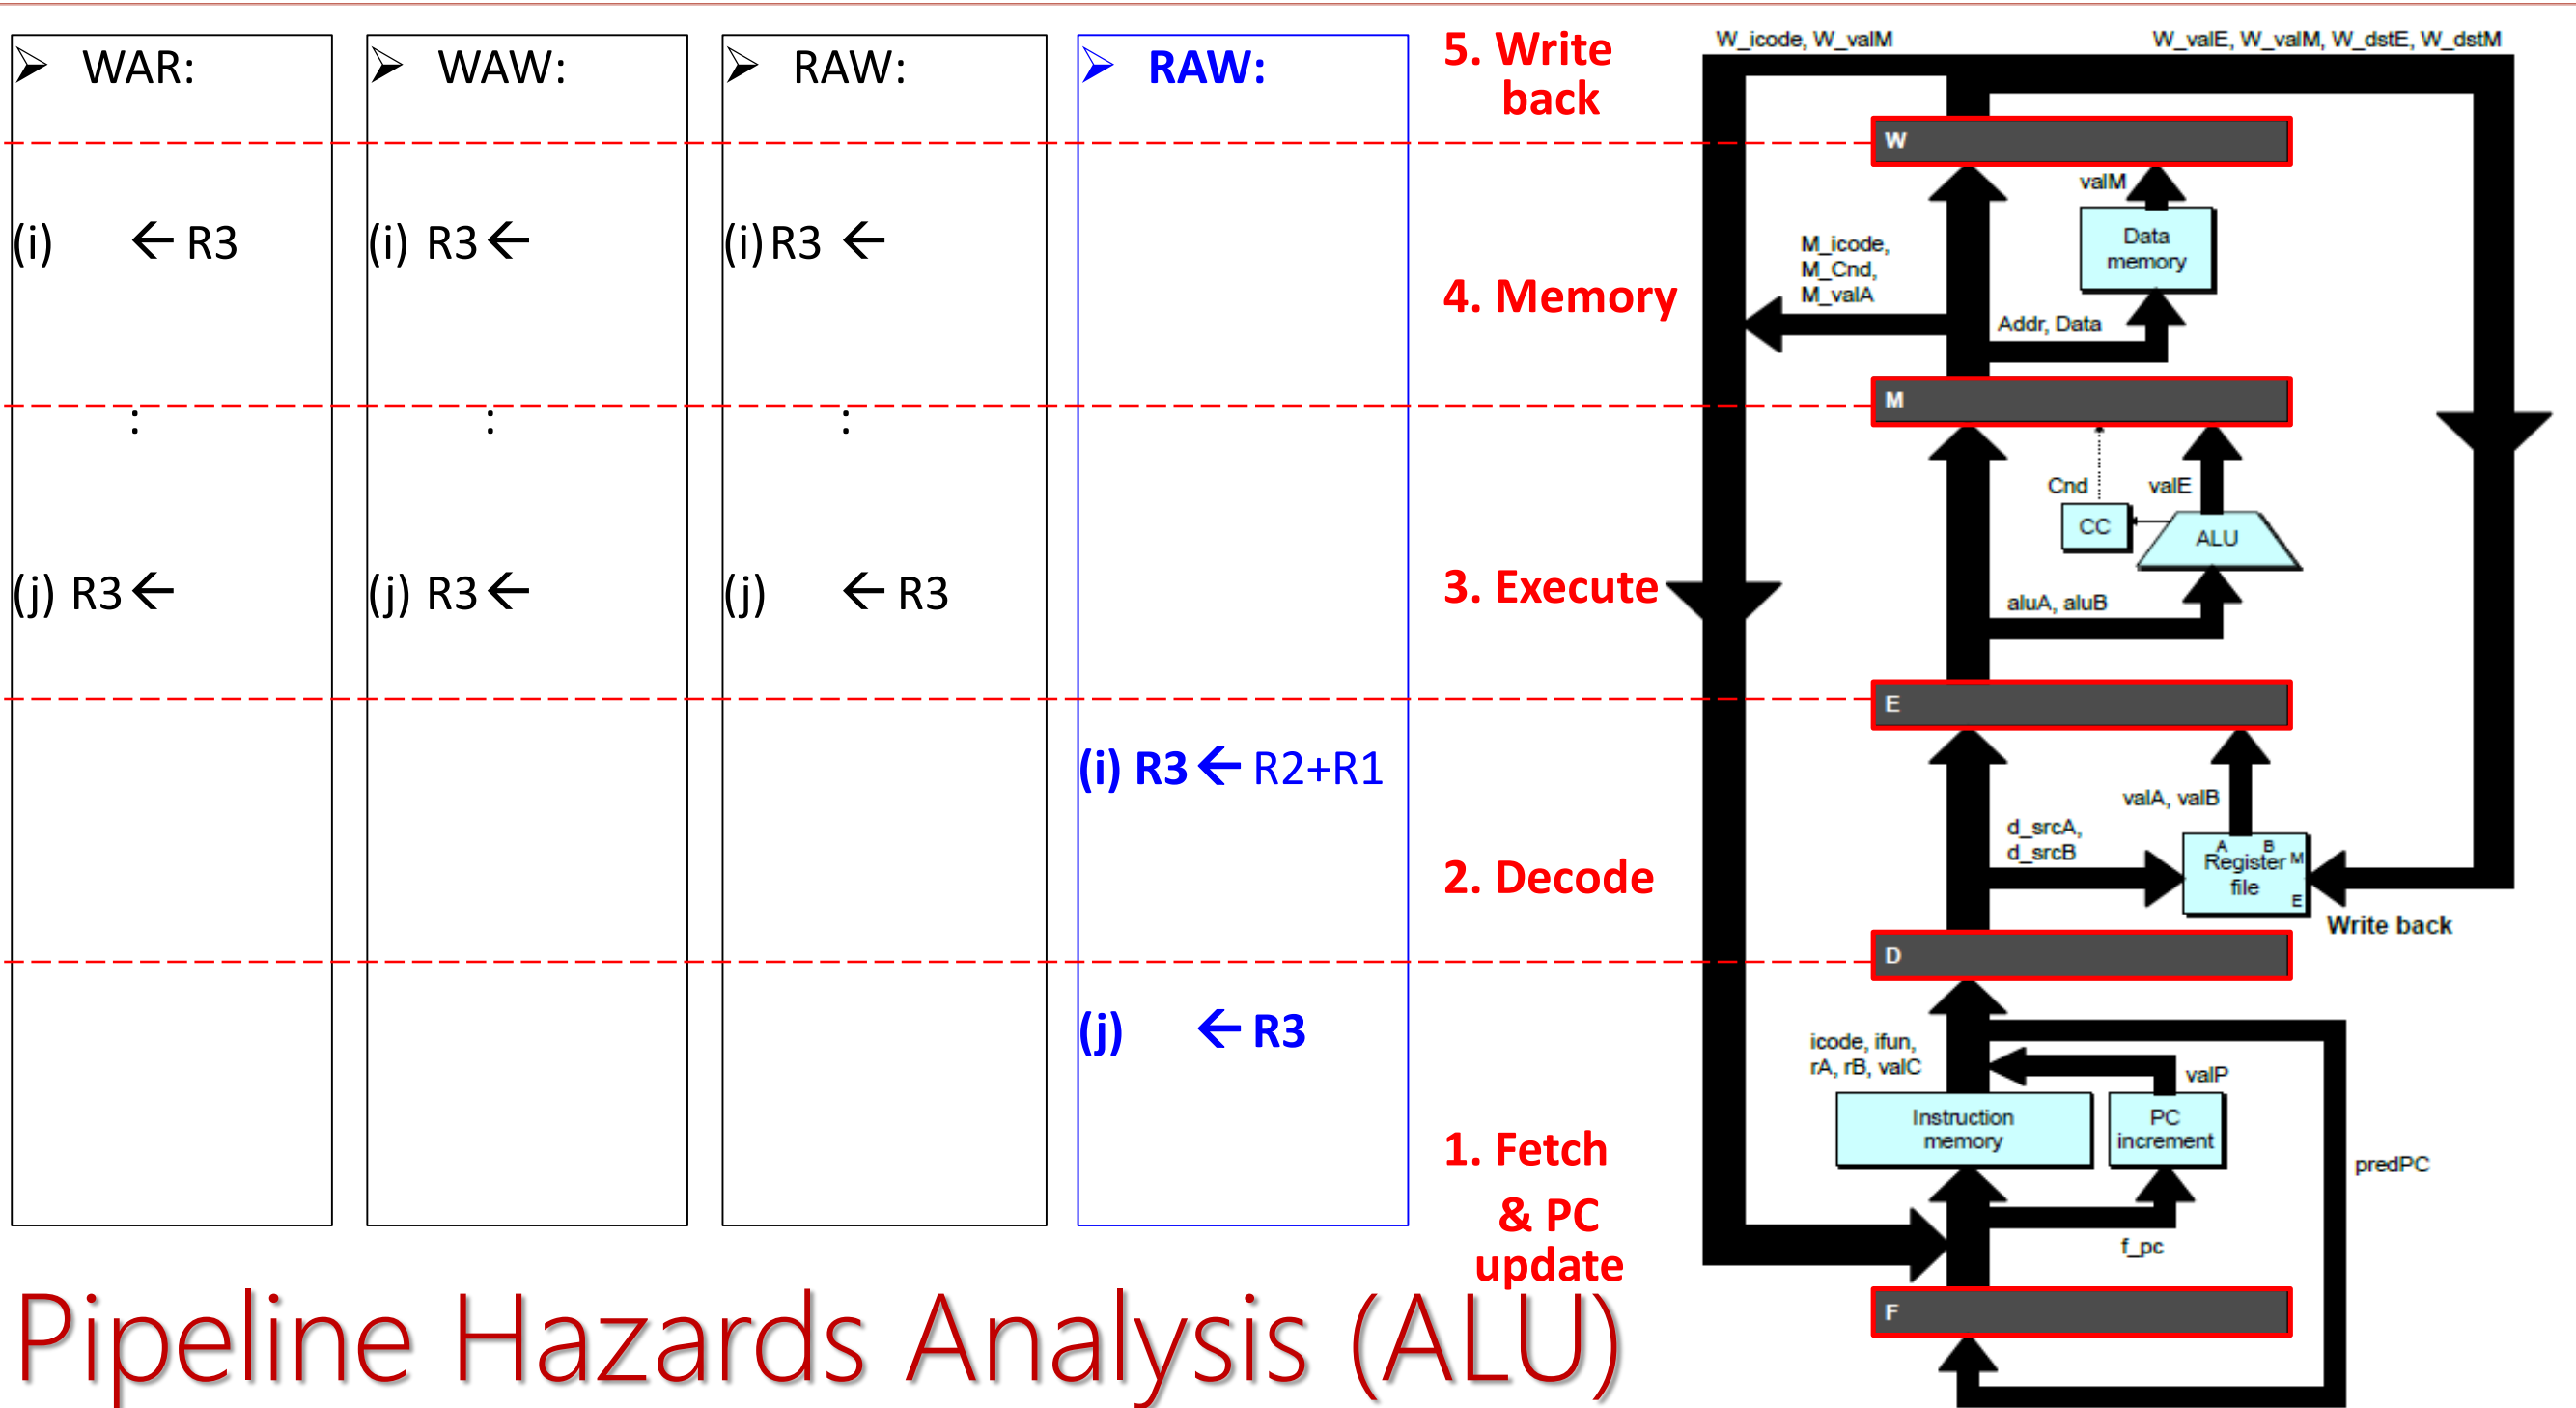 ➢ WAR:
(i) ← R3
:
(j) R3 ←
➢ WAW:
(i) R3 ←
:
(j) R3 ←
➢ RAW:
(i) R3 ←
:
(j) ← R3
➢ RAW:
(i) R3 ← R2+R1
(j) ← R3
5. Write
back
4. Memory
3. Execute
2. Decode
1. Fetch
& PC
update
W_icode, W_valM
W_valE, W_valM, W_dstE, W_dstM
W
valM
Data
memory
M_icode,
M_Cnd,
M_valA
Addr, Data
M
Cnd
valE
CC
ALU
aluA, aluB
E
valA, valB
d_srcA,
d_srcB
A B
Register M
file
E
Write back
D
icode, ifun,
rA, rB, valC
valP
Instruction
memory
PC
increment
predPC
f_pc
F
Pipeline Hazards Analysis (ALU)